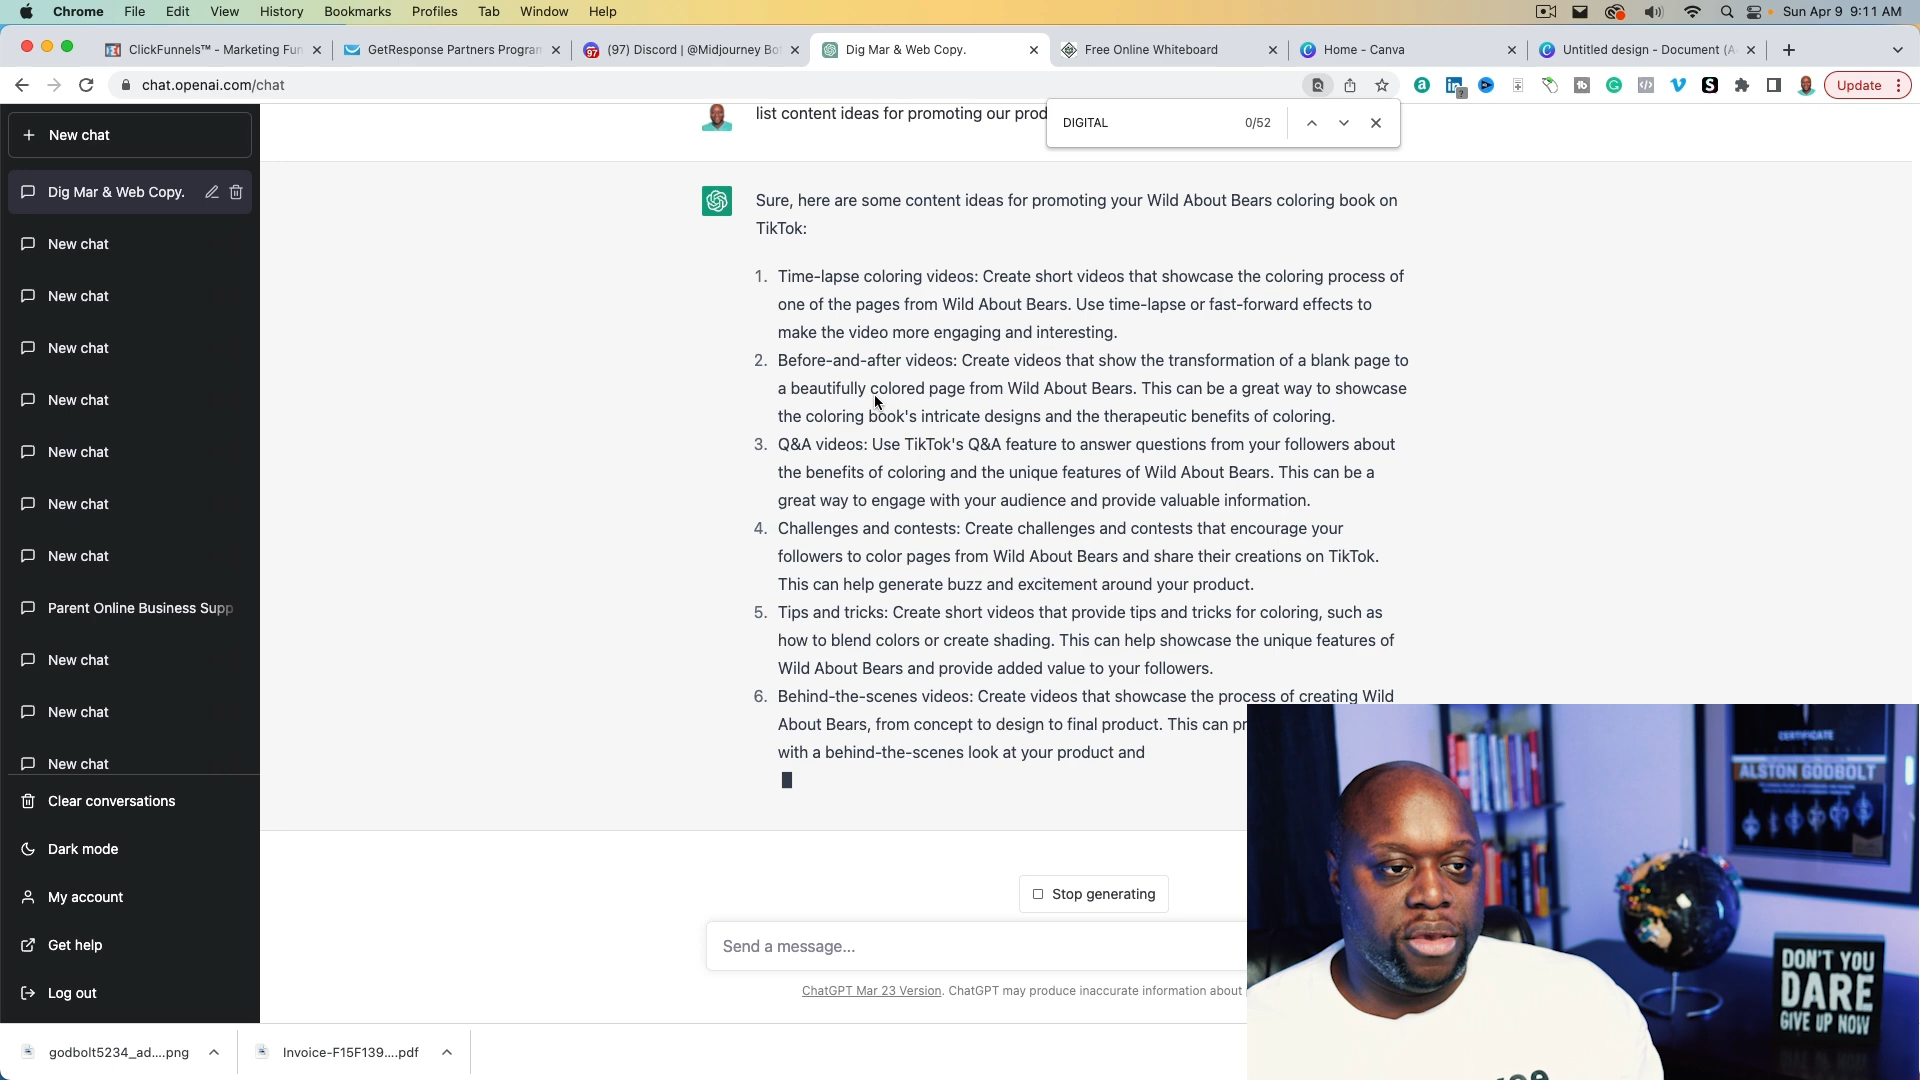 Chrome File Edit View History Bookmarks Profiles Tab Window Help Sun Apr 9 9:11 AM
ClickFunnels™ - Marketing Fun
GetResponse Partners Program
97 (97) Discord | @Midjourney Bot
Dig Mar & Web Copy.
Free Online Whiteboard
Home - Canva
Untitled design - Document (A
chat.openai.com/chat
Update
DIGITAL 0/52
New chat
Dig Mar & Web Copy.
New chat
New chat
New chat
New chat
New chat
New chat
New chat
Parent Online Business Supp
New chat
New chat
New chat
Clear conversations
Dark mode
My account
Get help
Log out
list content ideas for promoting our prod
Sure, here are some content ideas for promoting your Wild About Bears coloring book on
TikTok:
1. Time-lapse coloring videos: Create short videos that showcase the coloring process of
one of the pages from Wild About Bears. Use time-lapse or fast-forward effects to
make the video more engaging and interesting.
2. Before-and-after videos: Create videos that show the transformation of a blank page to
a beautifully colored page from Wild About Bears. This can be a great way to showcase
the coloring book's intricate designs and the therapeutic benefits of coloring.
3. Q&A videos: Use TikTok's Q&A feature to answer questions from your followers about
the benefits of coloring and the unique features of Wild About Bears. This can be a
great way to engage with your audience and provide valuable information.
4. Challenges and contests: Create challenges and contests that encourage your
followers to color pages from Wild About Bears and share their creations on TikTok.
This can help generate buzz and excitement around your product.
5. Tips and tricks: Create short videos that provide tips and tricks for coloring, such as
how to blend colors or create shading. This can help showcase the unique features of
Wild About Bears and provide added value to your followers.
6. Behind-the-scenes videos: Create videos that showcase the process of creating Wild
About Bears, from concept to design to final product. This can pr
with a behind-the-scenes look at your product and
Stop generating
Send a message...
ChatGPT Mar 23 Version. ChatGPT may produce inaccurate information about
godbolt5234_ad....png
Invoice-F15F139....pdf
CERTIFICATE
ALSTON GODBOLT
DON'T YOU
DARE
GIVE UP NOW